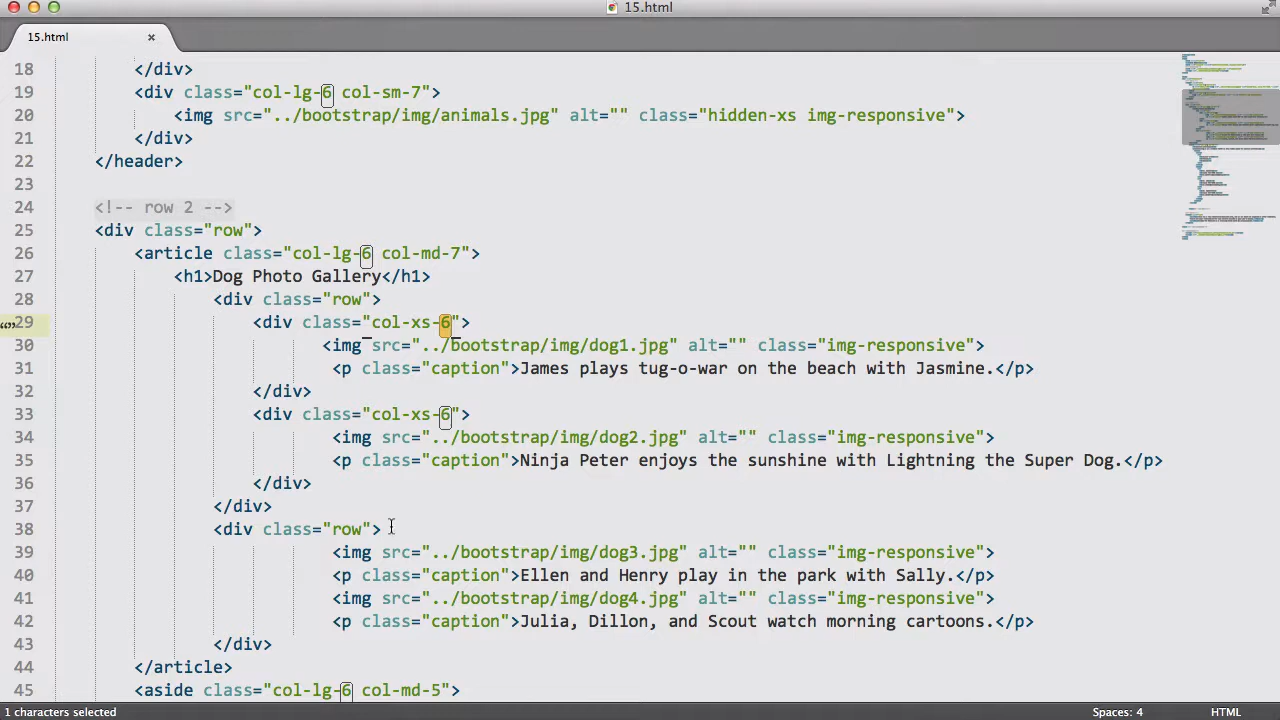 15.html
15.html ×
18 </div>
19 <div class="col-lg-6 col-sm-7">
20 <img src="../bootstrap/img/animals.jpg" alt="" class="hidden-xs img-responsive">
21 </div>
22 </header>
23
24 <!-- row 2 -->
25 <div class="row">
26 <article class="col-lg-6 col-md-7">
27 <h1>Dog Photo Gallery</h1>
28 <div class="row">
29 <div class="col-xs-6">
30 <img src="../bootstrap/img/dog1.jpg" alt="" class="img-responsive">
31 <p class="caption">James plays tug-o-war on the beach with Jasmine.</p>
32 </div>
33 <div class="col-xs-6">
34 <img src="../bootstrap/img/dog2.jpg" alt="" class="img-responsive">
35 <p class="caption">Ninja Peter enjoys the sunshine with Lightning the Super Dog.</p>
36 </div>
37 </div>
38 <div class="row">
39 <img src="../bootstrap/img/dog3.jpg" alt="" class="img-responsive">
40 <p class="caption">Ellen and Henry play in the park with Sally.</p>
41 <img src="../bootstrap/img/dog4.jpg" alt="" class="img-responsive">
42 <p class="caption">Julia, Dillon, and Scout watch morning cartoons.</p>
43 </div>
44 </article>
45 <aside class="col-lg-6 col-md-5">
1 characters selected
Spaces: 4
HTML